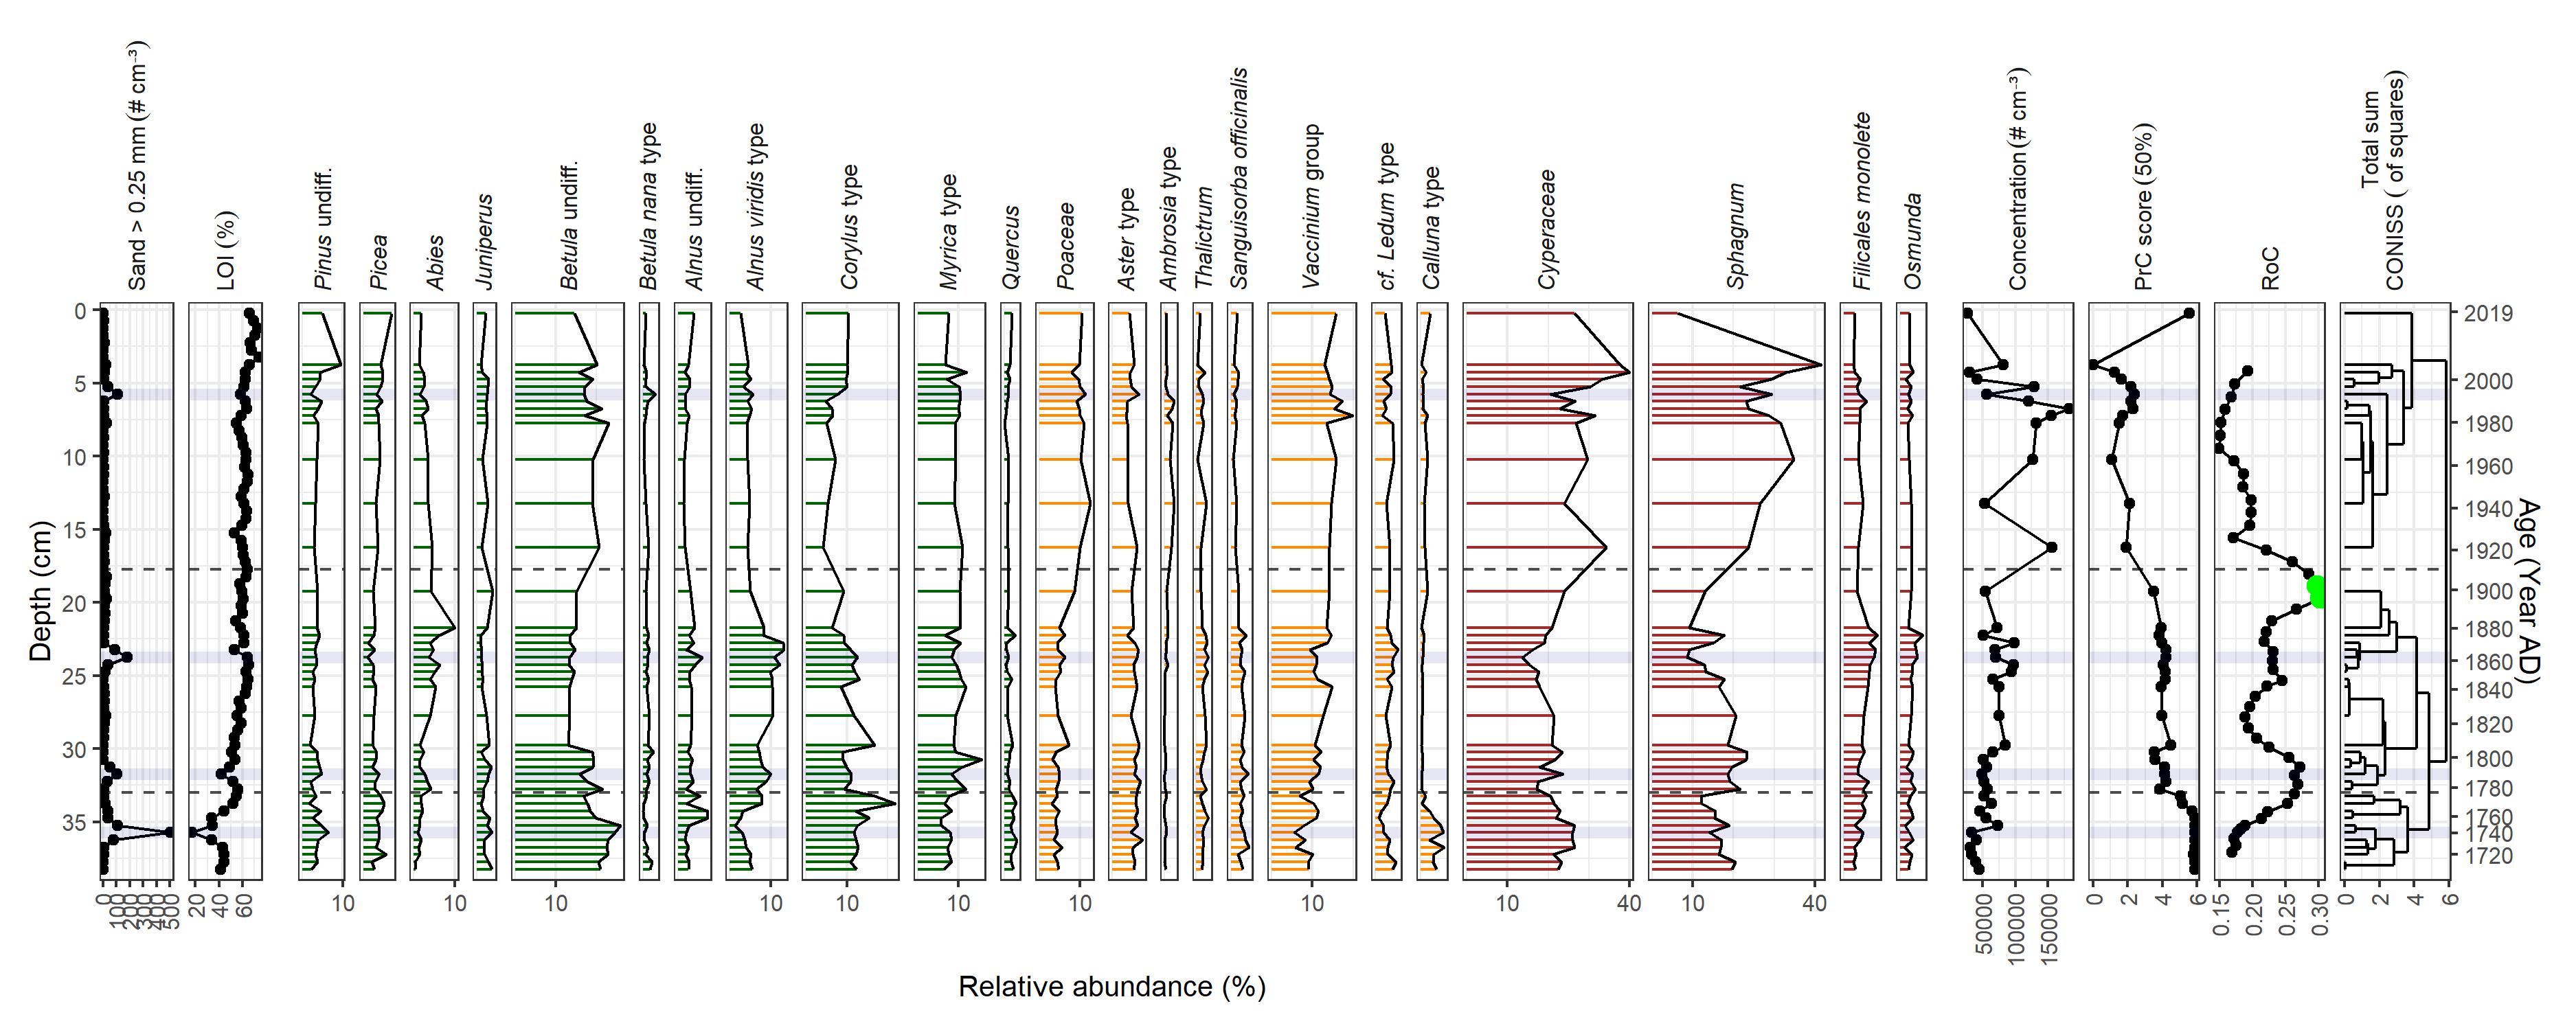 Sand > 0.25 mm (# cm⁻³)
LOI (%)
Pinus undiff.
Picea
Abies
Juniperus
Betula undiff.
Betula nana type
Alnus undiff.
Alnus viridis type
Corylus type
Myrica type
Quercus
Poaceae
Aster type
Ambrosia type
Thalictrum
Sanguisorba officinalis
Vaccinium group
cf. Ledum type
Calluna type
Cyperaceae
Sphagnum
Filicales monolete
Osmunda
Concentration (# cm⁻³)
PrC score (50%)
RoC
CONISS ( Total sum of squares)
Depth (cm)
0
5
10
15
20
25
30
35
2019
2000
1980
1960
1940
1920
1900
1880
1860
1840
1820
1800
1780
1760
1740
1720
Age (Year AD)
0 100 200 300 400 500
20 40 60
10
10
10
10
10
10
10
10
10 40
10 40
50000 100000 150000
0 2 4 6
0.15 0.20 0.25 0.30
0 2 4 6
Relative abundance (%)